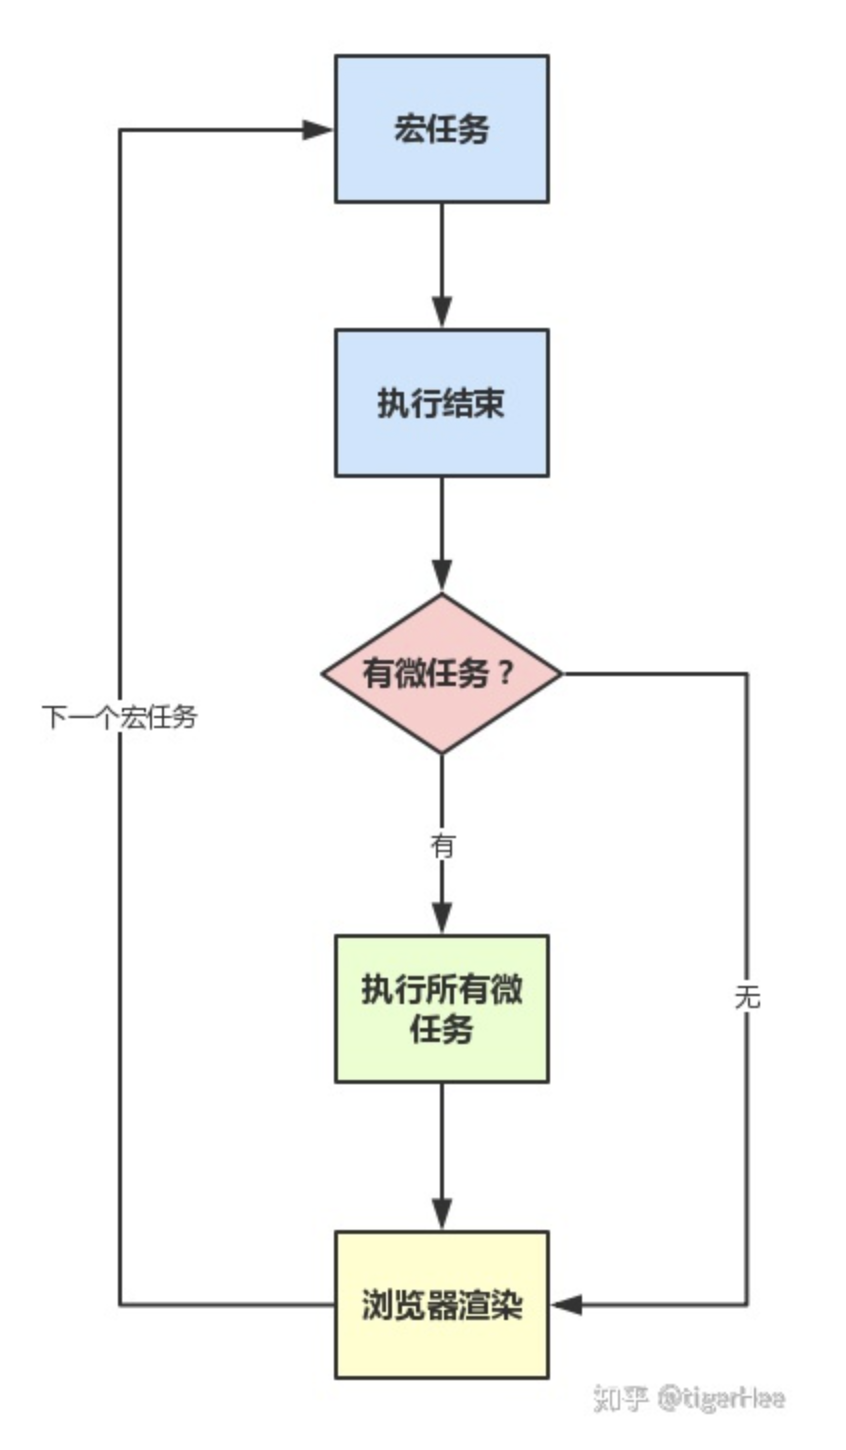 宏任务
执行结束
有微任务？
下一个宏任务
有
执行所有微
任务
无
浏览器渲染
知乎 @tigerHee